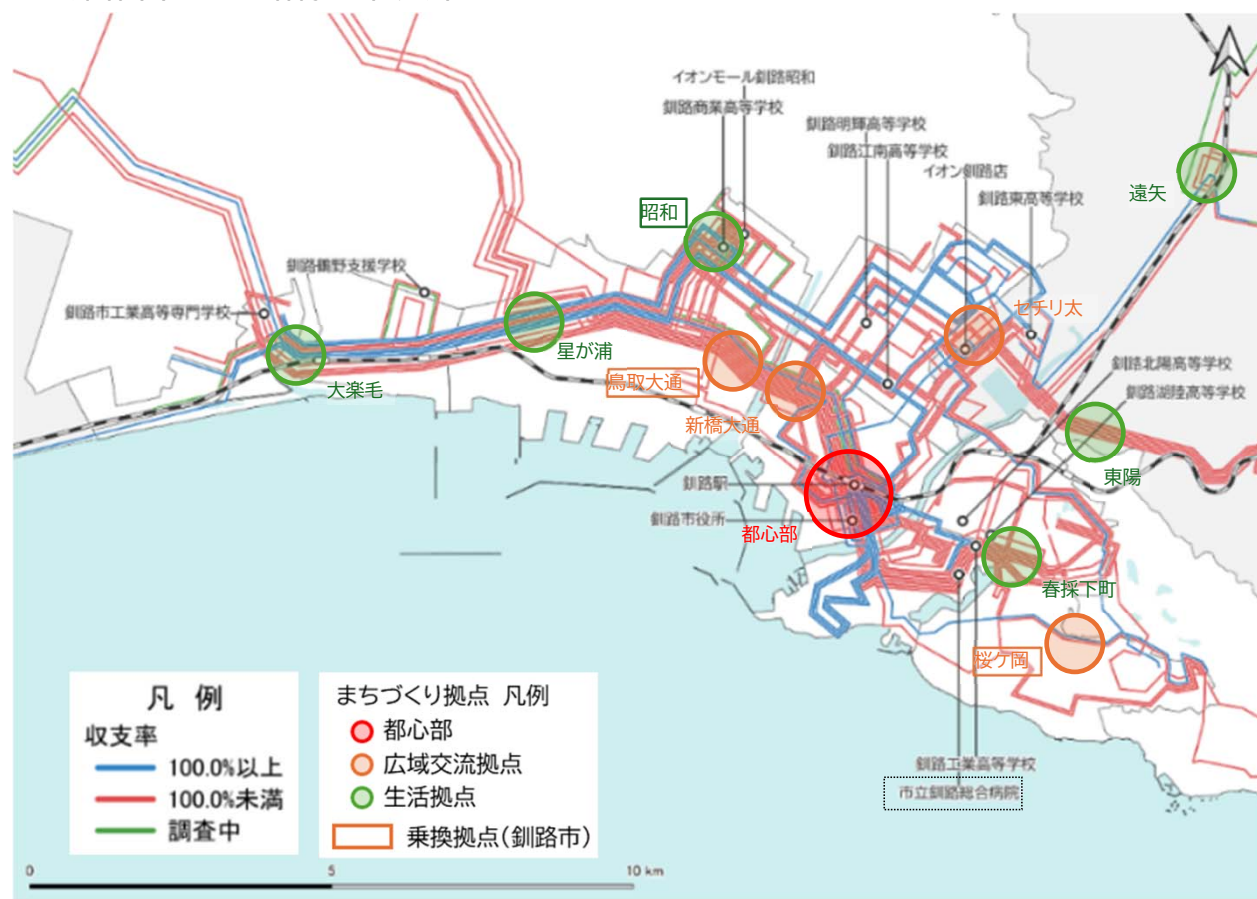 イオンモール釧路昭和
釧路商業高等学校
釧路明輝高等学校
釧路江南高等学校
イオン釧路店
釧路東高等学校
遠矢
昭和
釧路鶴野支援学校
釧路市工業高等専門学校
セチリ太
星が浦
大楽毛
鳥取大通
新橋大通
釧路北陽高等学校
釧路湖陵高等学校
東陽
釧路駅
釧路市役所
都心部
春採下町
桜ケ岡
釧路工業高等学校
市立釧路総合病院
凡 例
収支率
100.0%以上
100.0%未満
調査中
まちづくり拠点 凡例
都心部
広域交流拠点
生活拠点
乗換拠点(釧路市)
0 5 10 km